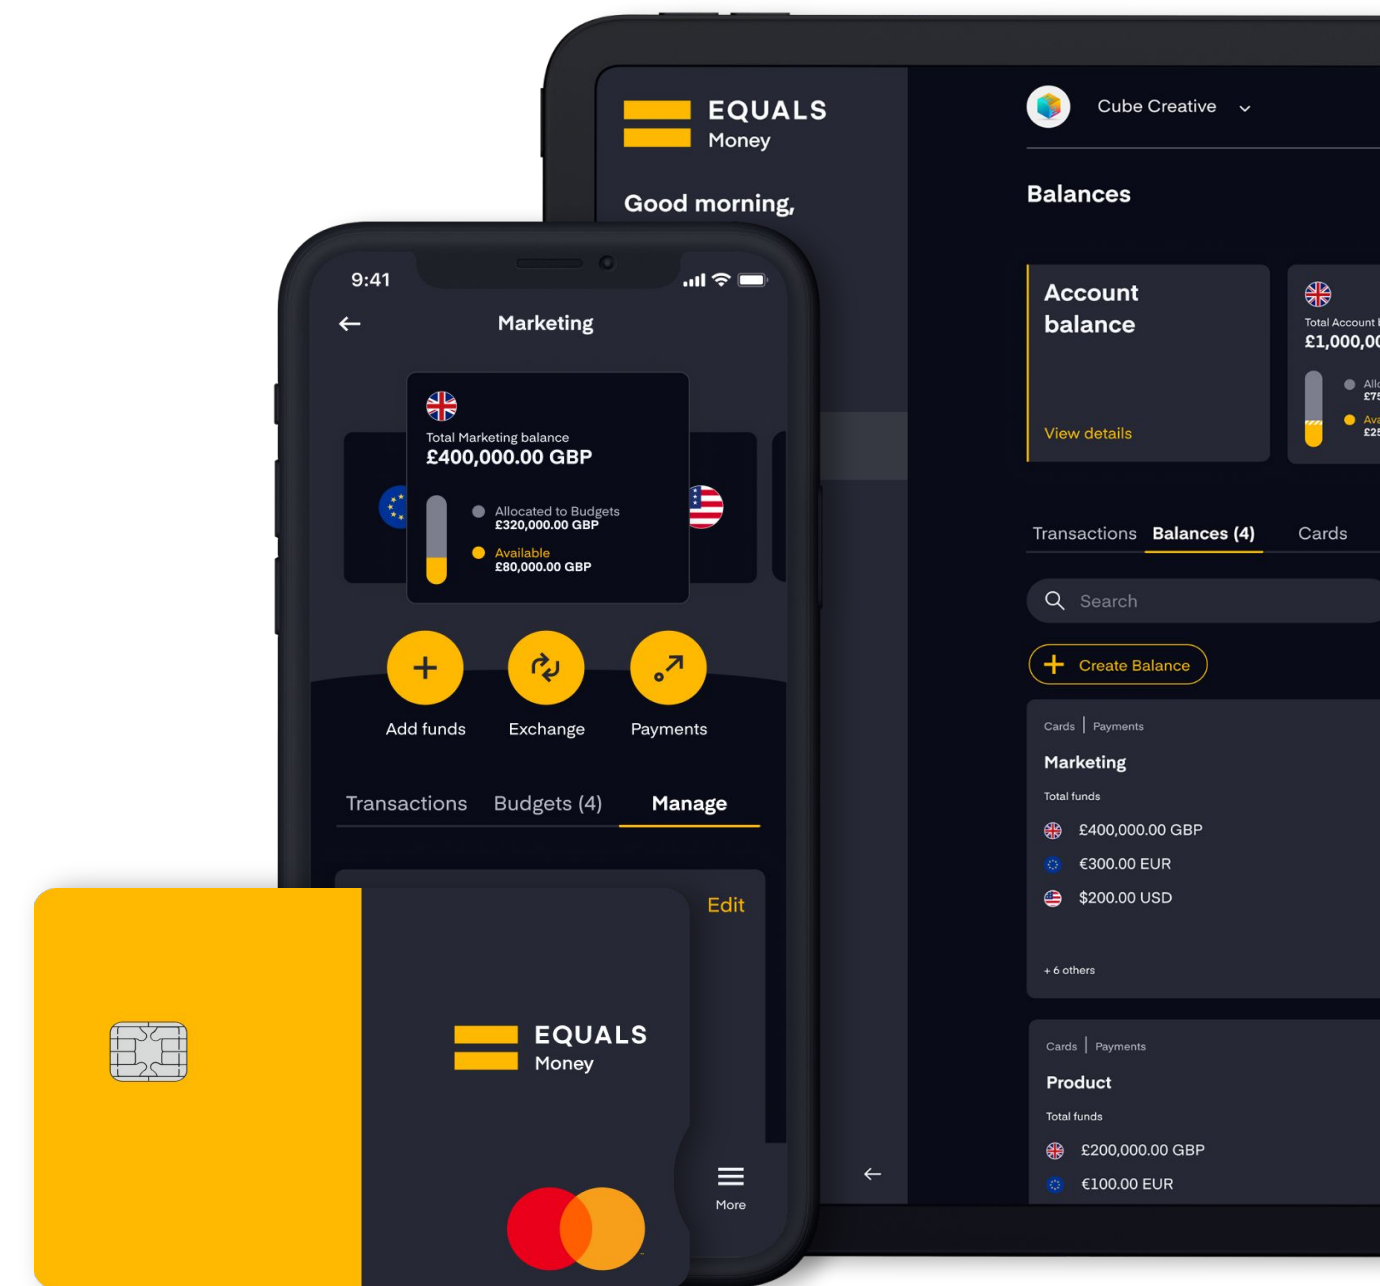 EQUALS
Money
Good morning,
Cube Creative
Balances
Account
balance
View details
Total Account
£1,000,00
Transactions Balances (4) Cards
Search
Create Balance
Cards | Payments
Marketing
Total funds
£400,000.00 GBP
€300.00 EUR
$200.00 USD
+ 6 others
Cards | Payments
Product
Total funds
£200,000.00 GBP
€100.00 EUR
9:41
Marketing
Total Marketing balance
£400,000.00 GBP
Allocated to Budgets
£320,000.00 GBP
Available
£80,000.00 GBP
Add funds Exchange Payments
Transactions Budgets (4) Manage
Edit
More
EQUALS
Money